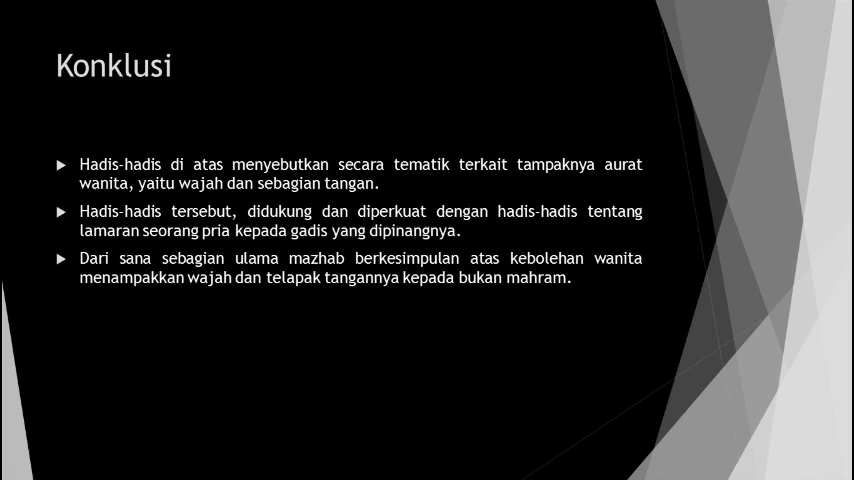 Konklusi
Hadis-hadis di atas menyebutkan secara tematik terkait tampaknya aurat
wanita, yaitu wajah dan sebagian tangan.
Hadis-hadis tersebut, didukung dan diperkuat dengan hadis-hadis tentang
lamaran seorang pria kepada gadis yang dipinangnya.
Dari sana sebagian ulama mazhab berkesimpulan atas kebolehan wanita
menampakkan wajah dan telapak tangannya kepada bukan mahram.